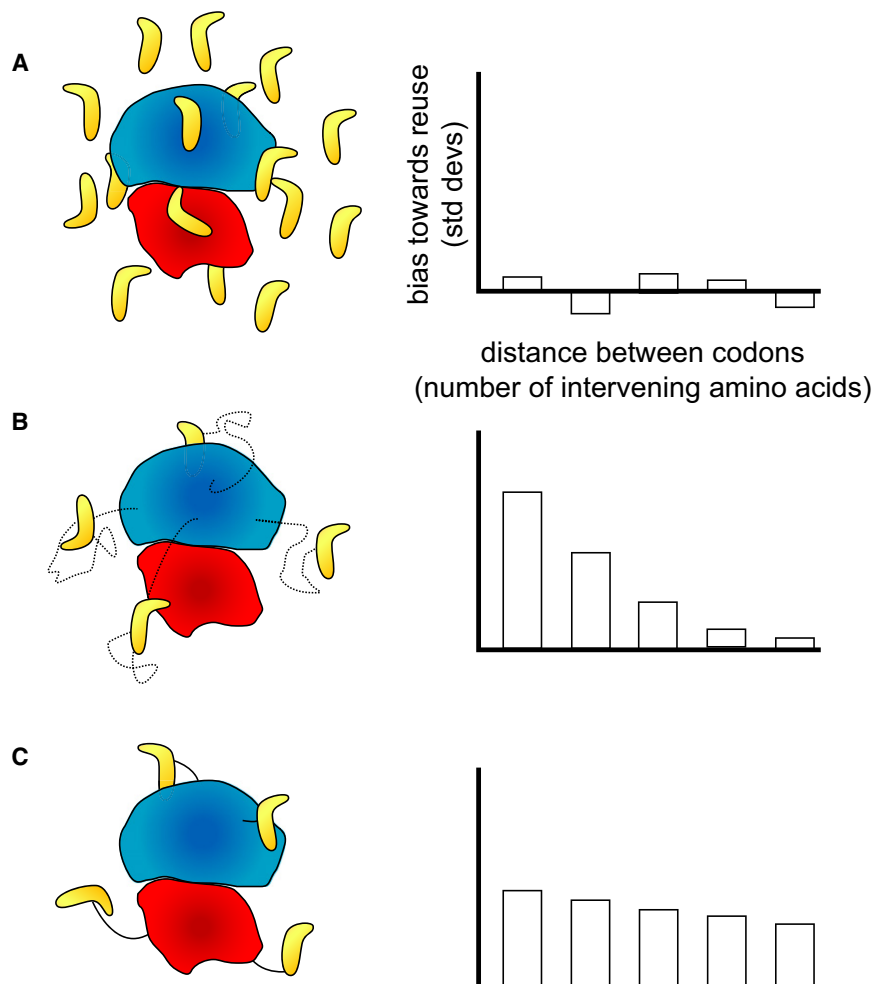 A
bias towards reuse
(std devs)
distance between codons
(number of intervening amino acids)
B
C